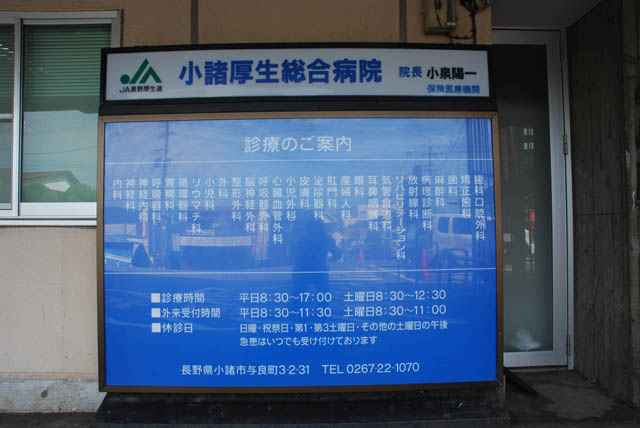 JA長野厚生連
小諸厚生総合病院
院長 小泉陽一
保険医療機関
診療のご案内
内科
神経科
神経内科
呼吸器科
胃腸科
循環器科
リウマチ科
小児科
外科
整形外科
脳神経外科
呼吸器外科
心臓血管外科
小児外科
皮膚科
泌尿器科
肛門科
産婦人科
眼科
耳鼻咽喉科
気管食道科
リハビリテーション科
放射線科
病理診断科
麻酔科
歯科
矯正歯科
歯科口腔外科
■診療時間 平日8:30〜17:00 土曜日8:30〜12:30
■外来受付時間 平日8:30〜11:30 土曜日8:30〜11:00
■休診日 日曜・祝祭日・第1・第3土曜日・その他の土曜日の午後
急患はいつでも受け付けております
長野県小諸市与良町3-2-31 TEL 0267-22-1070